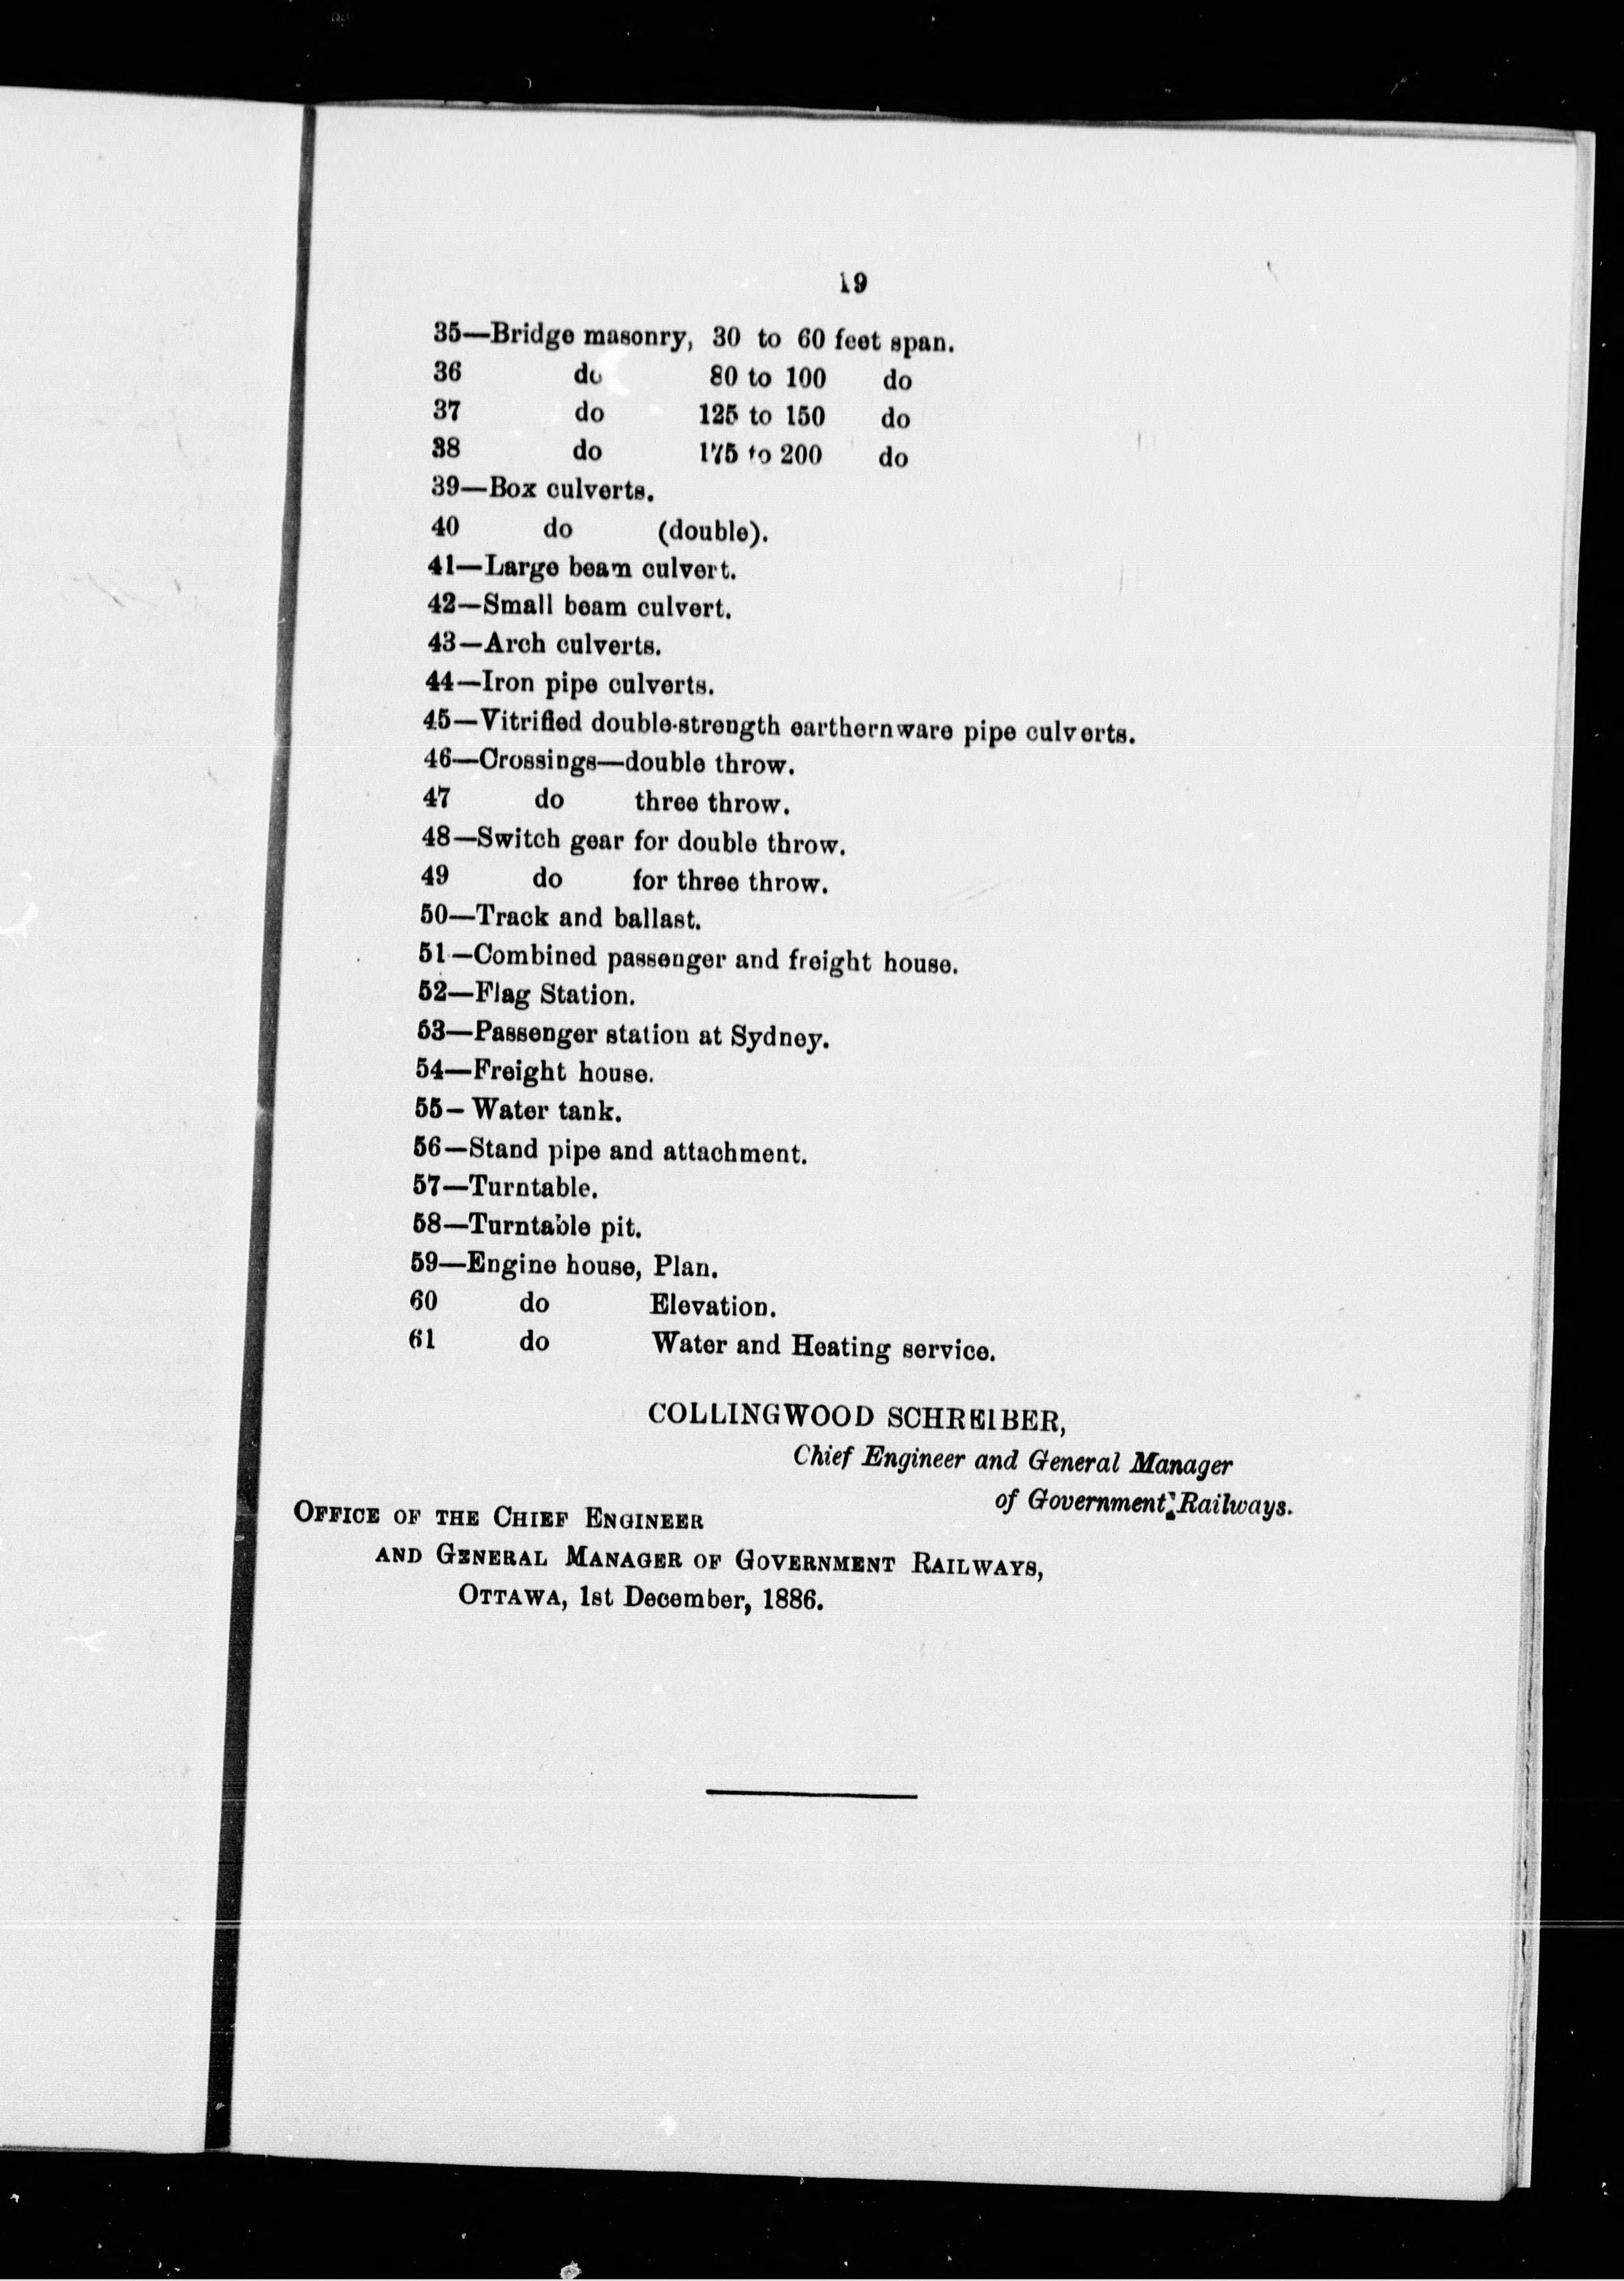 19
35—Bridge masonry, 30 to 60 feet span.
36 do 80 to 100 do
37 do 125 to 150 do
38 do 175 to 200 do
39—Box culverts.
40 do (double).
41—Large beam culvert.
42—Small beam culvert.
43—Arch culverts.
44—Iron pipe culverts.
45—Vitrified double-strength earthernware pipe culverts.
46—Crossings—double throw.
47 do three throw.
48—Switch gear for double throw.
49 do for three throw.
50—Track and ballast.
51—Combined passenger and freight house.
52—Flag Station.
53—Passenger station at Sydney.
54—Freight house.
55—Water tank.
56—Stand pipe and attachment.
57—Turntable.
58—Turntable pit.
59—Engine house, Plan.
60 do Elevation.
61 do Water and Heating service.
COLLINGWOOD SCHREIBER,
Chief Engineer and General Manager
of Government Railways.
OFFICE OF THE CHIEF ENGINEER
AND GENERAL MANAGER OF GOVERNMENT RAILWAYS,
OTTAWA, 1st December, 1886.